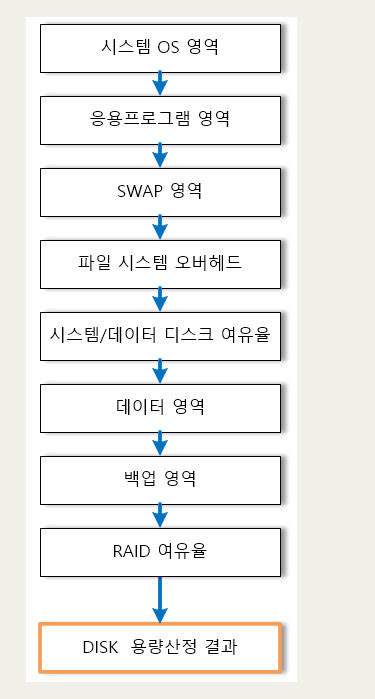 시스템 OS 영역
응용프로그램 영역
SWAP 영역
파일 시스템 오버헤드
시스템/데이터 디스크 여유율
데이터 영역
백업 영역
RAID 여유율
DISK 용량산정 결과